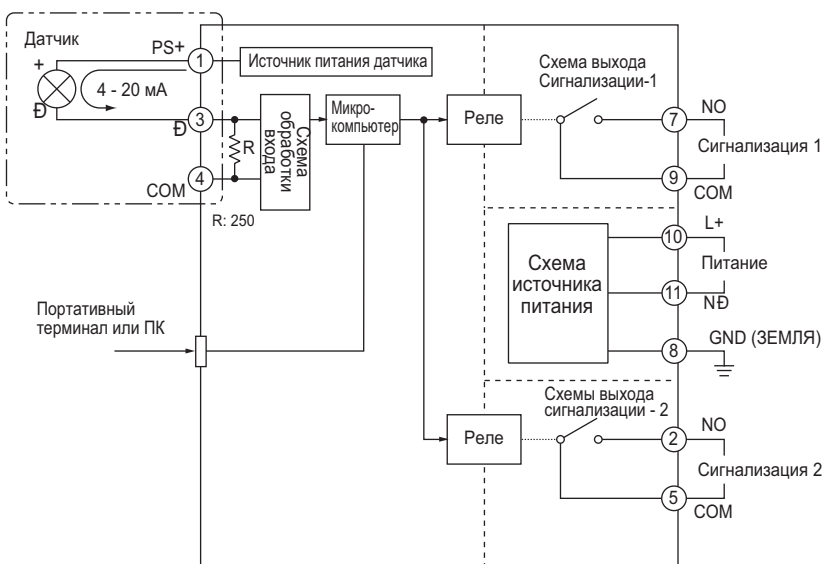 Датчик
+
Đ
4 - 20 мА
PS+
1
Источник питания датчика
3
Đ
R
4
COM
R: 250
Схема
обработки
входа
Микро-
компьютер
Портативный
терминал или ПК
Реле
Схема выхода
Сигнализации-1
7
NO
Сигнализация 1
9
COM
Схема
источника
питания
10
L+
Питание
11
NĐ
8
GND (ЗЕМЛЯ)
Реле
Схемы выхода
сигнализации - 2
2
NO
Сигнализация 2
5
COM